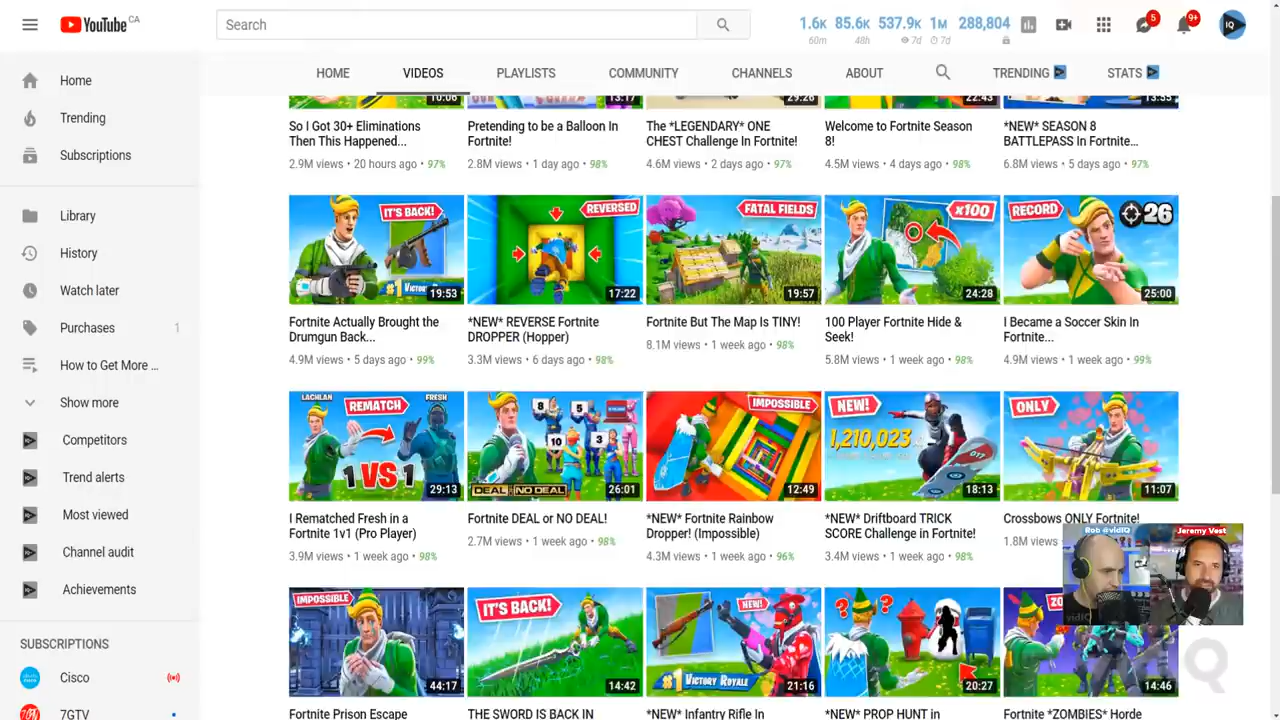 YouTube CA
Search
1.6K 85.6K 537.9K 1M 288,804
60m 48h 7d 7d
5
9+
IQ
HOME VIDEOS PLAYLISTS COMMUNITY CHANNELS ABOUT TRENDING STATS
Home
Trending
Subscriptions
Library
History
Watch later
Purchases 1
How to Get More ...
Show more
Competitors
Trend alerts
Most viewed
Channel audit
Achievements
SUBSCRIPTIONS
Cisco
7GTV
10:06 13:17 29:26 22:43 13:55
So I Got 30+ Eliminations
Then This Happened...
2.9M views • 20 hours ago • 97%
Pretending to be a Balloon In
Fortnite!
2.8M views • 1 day ago • 98%
The *LEGENDARY* ONE
CHEST Challenge In Fortnite!
4.6M views • 2 days ago • 97%
Welcome to Fortnite Season
8!
4.5M views • 4 days ago • 98%
*NEW* SEASON 8
BATTLEPASS In Fortnite...
6.8M views • 5 days ago • 97%
IT'S BACK!
#1 VICTORY
19:53
Fortnite Actually Brought the
Drumgun Back...
4.9M views • 5 days ago • 99%
REVERSED
17:22
*NEW* REVERSE Fortnite
DROPPER (Hopper)
3.3M views • 6 days ago • 98%
FATAL FIELDS
19:57
Fortnite But The Map Is TINY!
8.1M views • 1 week ago • 98%
x100
24:28
100 Player Fortnite Hide &
Seek!
5.8M views • 1 week ago • 98%
RECORD
26
25:00
I Became a Soccer Skin In
Fortnite...
4.9M views • 1 week ago • 99%
LACHLAN REMATCH FRESH
1 VS 1
29:13
I Rematched Fresh in a
Fortnite 1v1 (Pro Player)
3.9M views • 1 week ago • 98%
8 5
10 3
DEAL OR NO DEAL
26:01
Fortnite DEAL or NO DEAL!
2.7M views • 1 week ago • 98%
IMPOSSIBLE
12:49
*NEW* Fortnite Rainbow
Dropper! (Impossible)
4.3M views • 1 week ago • 96%
NEW!
1,210,023
18:13
*NEW* Driftboard TRICK
SCORE Challenge in Fortnite!
3.4M views • 1 week ago • 98%
ONLY
11:07
Crossbows ONLY Fortnite!
1.8M views
Rob @vidIQ Jeremy Vest
vidIQ
IMPOSSIBLE
44:17
Fortnite Prison Escape
IT'S BACK!
14:42
THE SWORD IS BACK IN
NEW!
#1 VICTORY ROYALE
21:16
*NEW* Infantry Rifle In
? ?
20:27
*NEW* PROP HUNT in
ZO
14:46
Fortnite *ZOMBIES* Horde